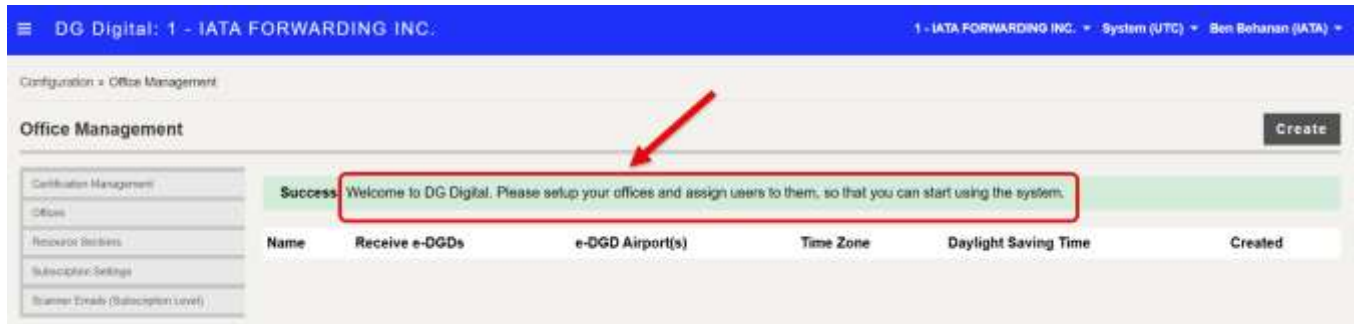 ≡ DG Digital: 1 - IATA FORWARDING INC. 1 - IATA FORWARDING INC. System (UTC) Ben Behanan (IATA)
Configuration » Office Management
Office Management Create
Certification Management
Success Welcome to DG Digital. Please setup your offices and assign users to them, so that you can start using the system.
Offices
Resource Sections
Name Receive e-DGDs e-DGD Airport(s) Time Zone Daylight Saving Time Created
Subscription Settings
Scanner Emails (Subscription Level)